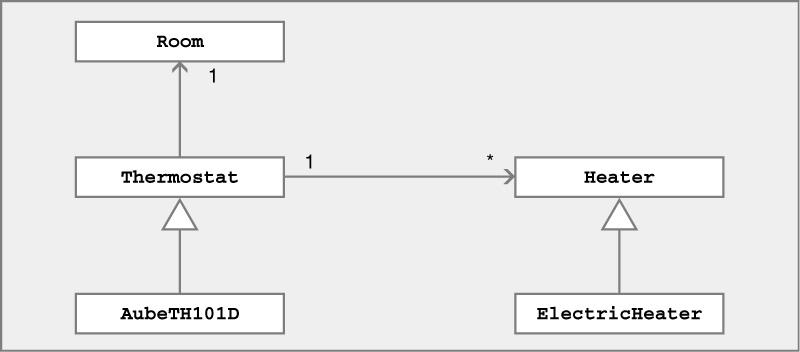 Room
1
Thermostat
1
*
Heater
AubeTH101D
ElectricHeater